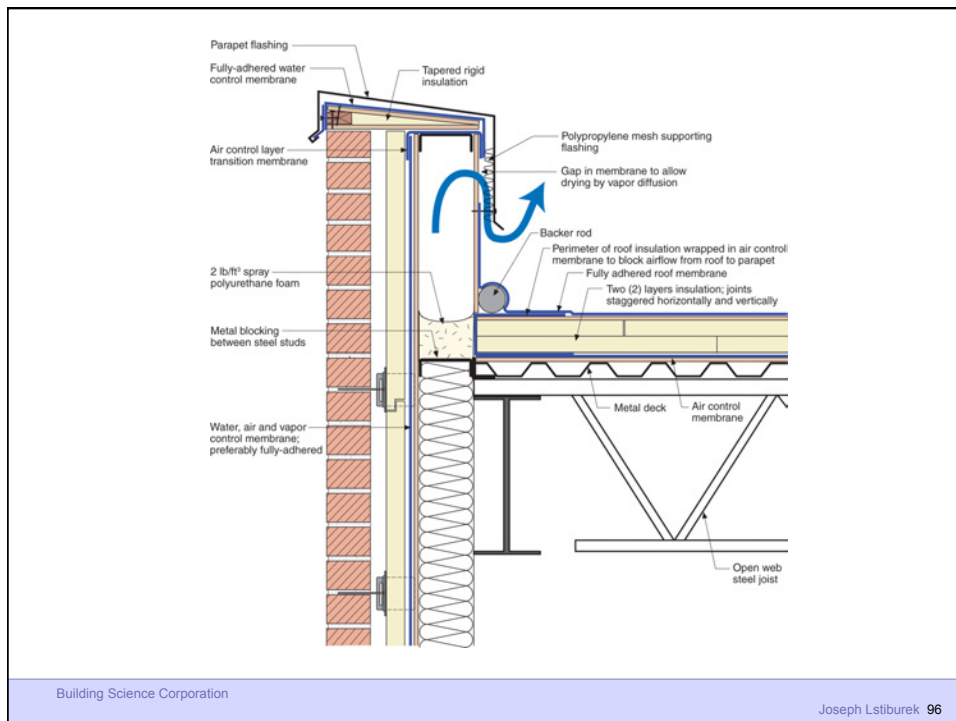 Parapet flashing
Fully-adhered water
control membrane
Tapered rigid
insulation
Air control layer
transition membrane
Polypropylene mesh supporting
flashing
Gap in membrane to allow
drying by vapor diffusion
Backer rod
Perimeter of roof insulation wrapped in air control
membrane to block airflow from roof to parapet
Fully adhered roof membrane
Two (2) layers insulation; joints
staggered horizontally and vertically
2 lb/ft³ spray
polyurethane foam
Metal blocking
between steel studs
Metal deck
Air control
membrane
Water, air and vapor
control membrane;
preferably fully-adhered
Open web
steel joist
Building Science Corporation
Joseph Lstiburek 96